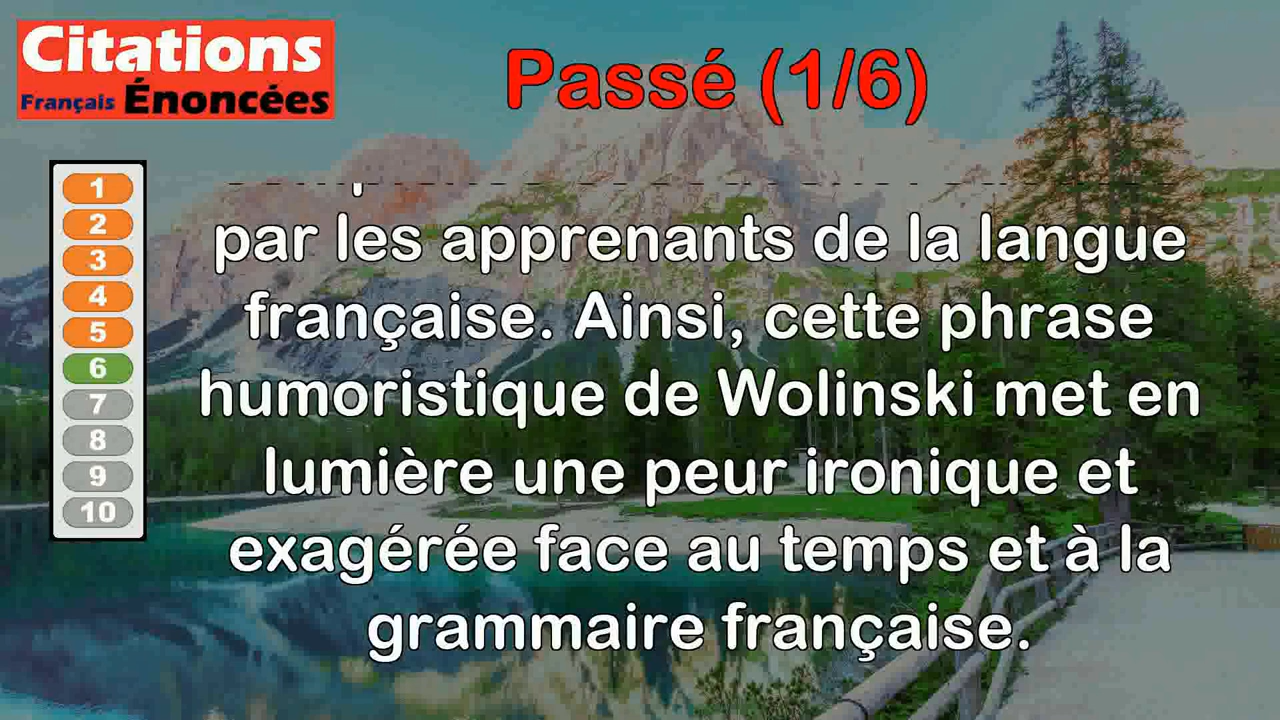 Citations
Français Énoncées
Passé (1/6)
1
2
3
4
5
6
7
8
9
10
par les apprenants de la langue
française. Ainsi, cette phrase
humoristique de Wolinski met en
lumière une peur ironique et
exagérée face au temps et à la
grammaire française.